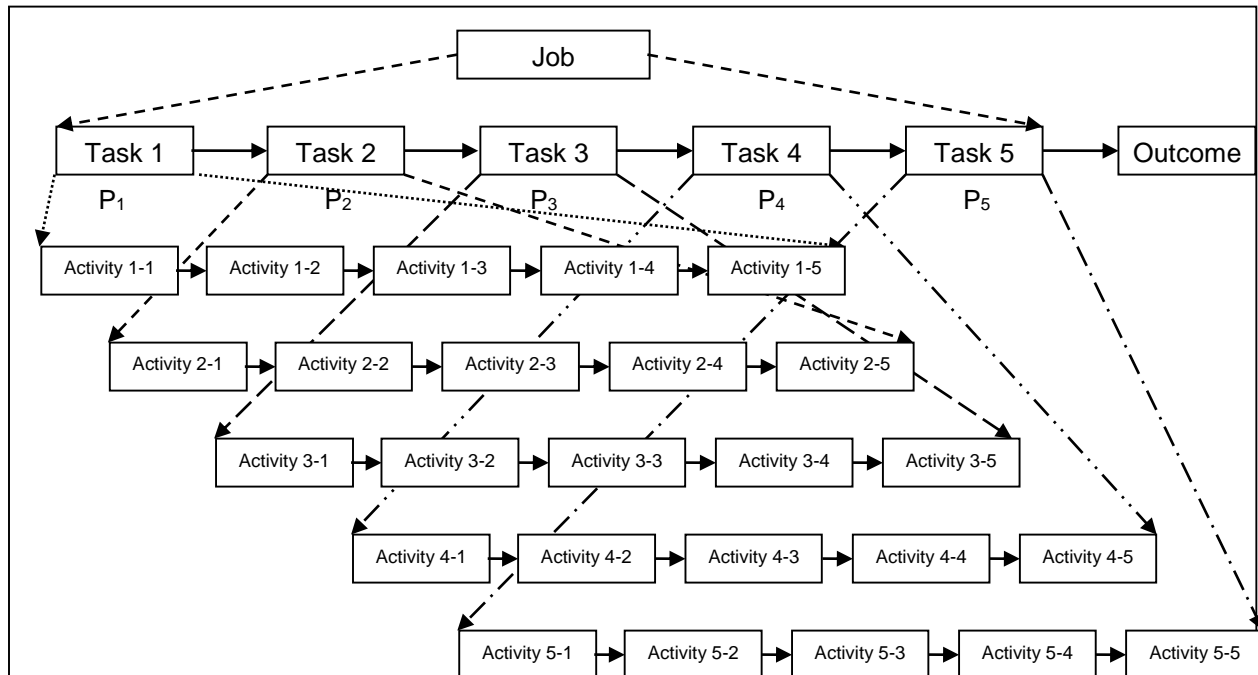 Job
Task 1 Task 2 Task 3 Task 4 Task 5 Outcome
P1 P2 P3 P4 P5
Activity 1-1 Activity 1-2 Activity 1-3 Activity 1-4 Activity 1-5
Activity 2-1 Activity 2-2 Activity 2-3 Activity 2-4 Activity 2-5
Activity 3-1 Activity 3-2 Activity 3-3 Activity 3-4 Activity 3-5
Activity 4-1 Activity 4-2 Activity 4-3 Activity 4-4 Activity 4-5
Activity 5-1 Activity 5-2 Activity 5-3 Activity 5-4 Activity 5-5